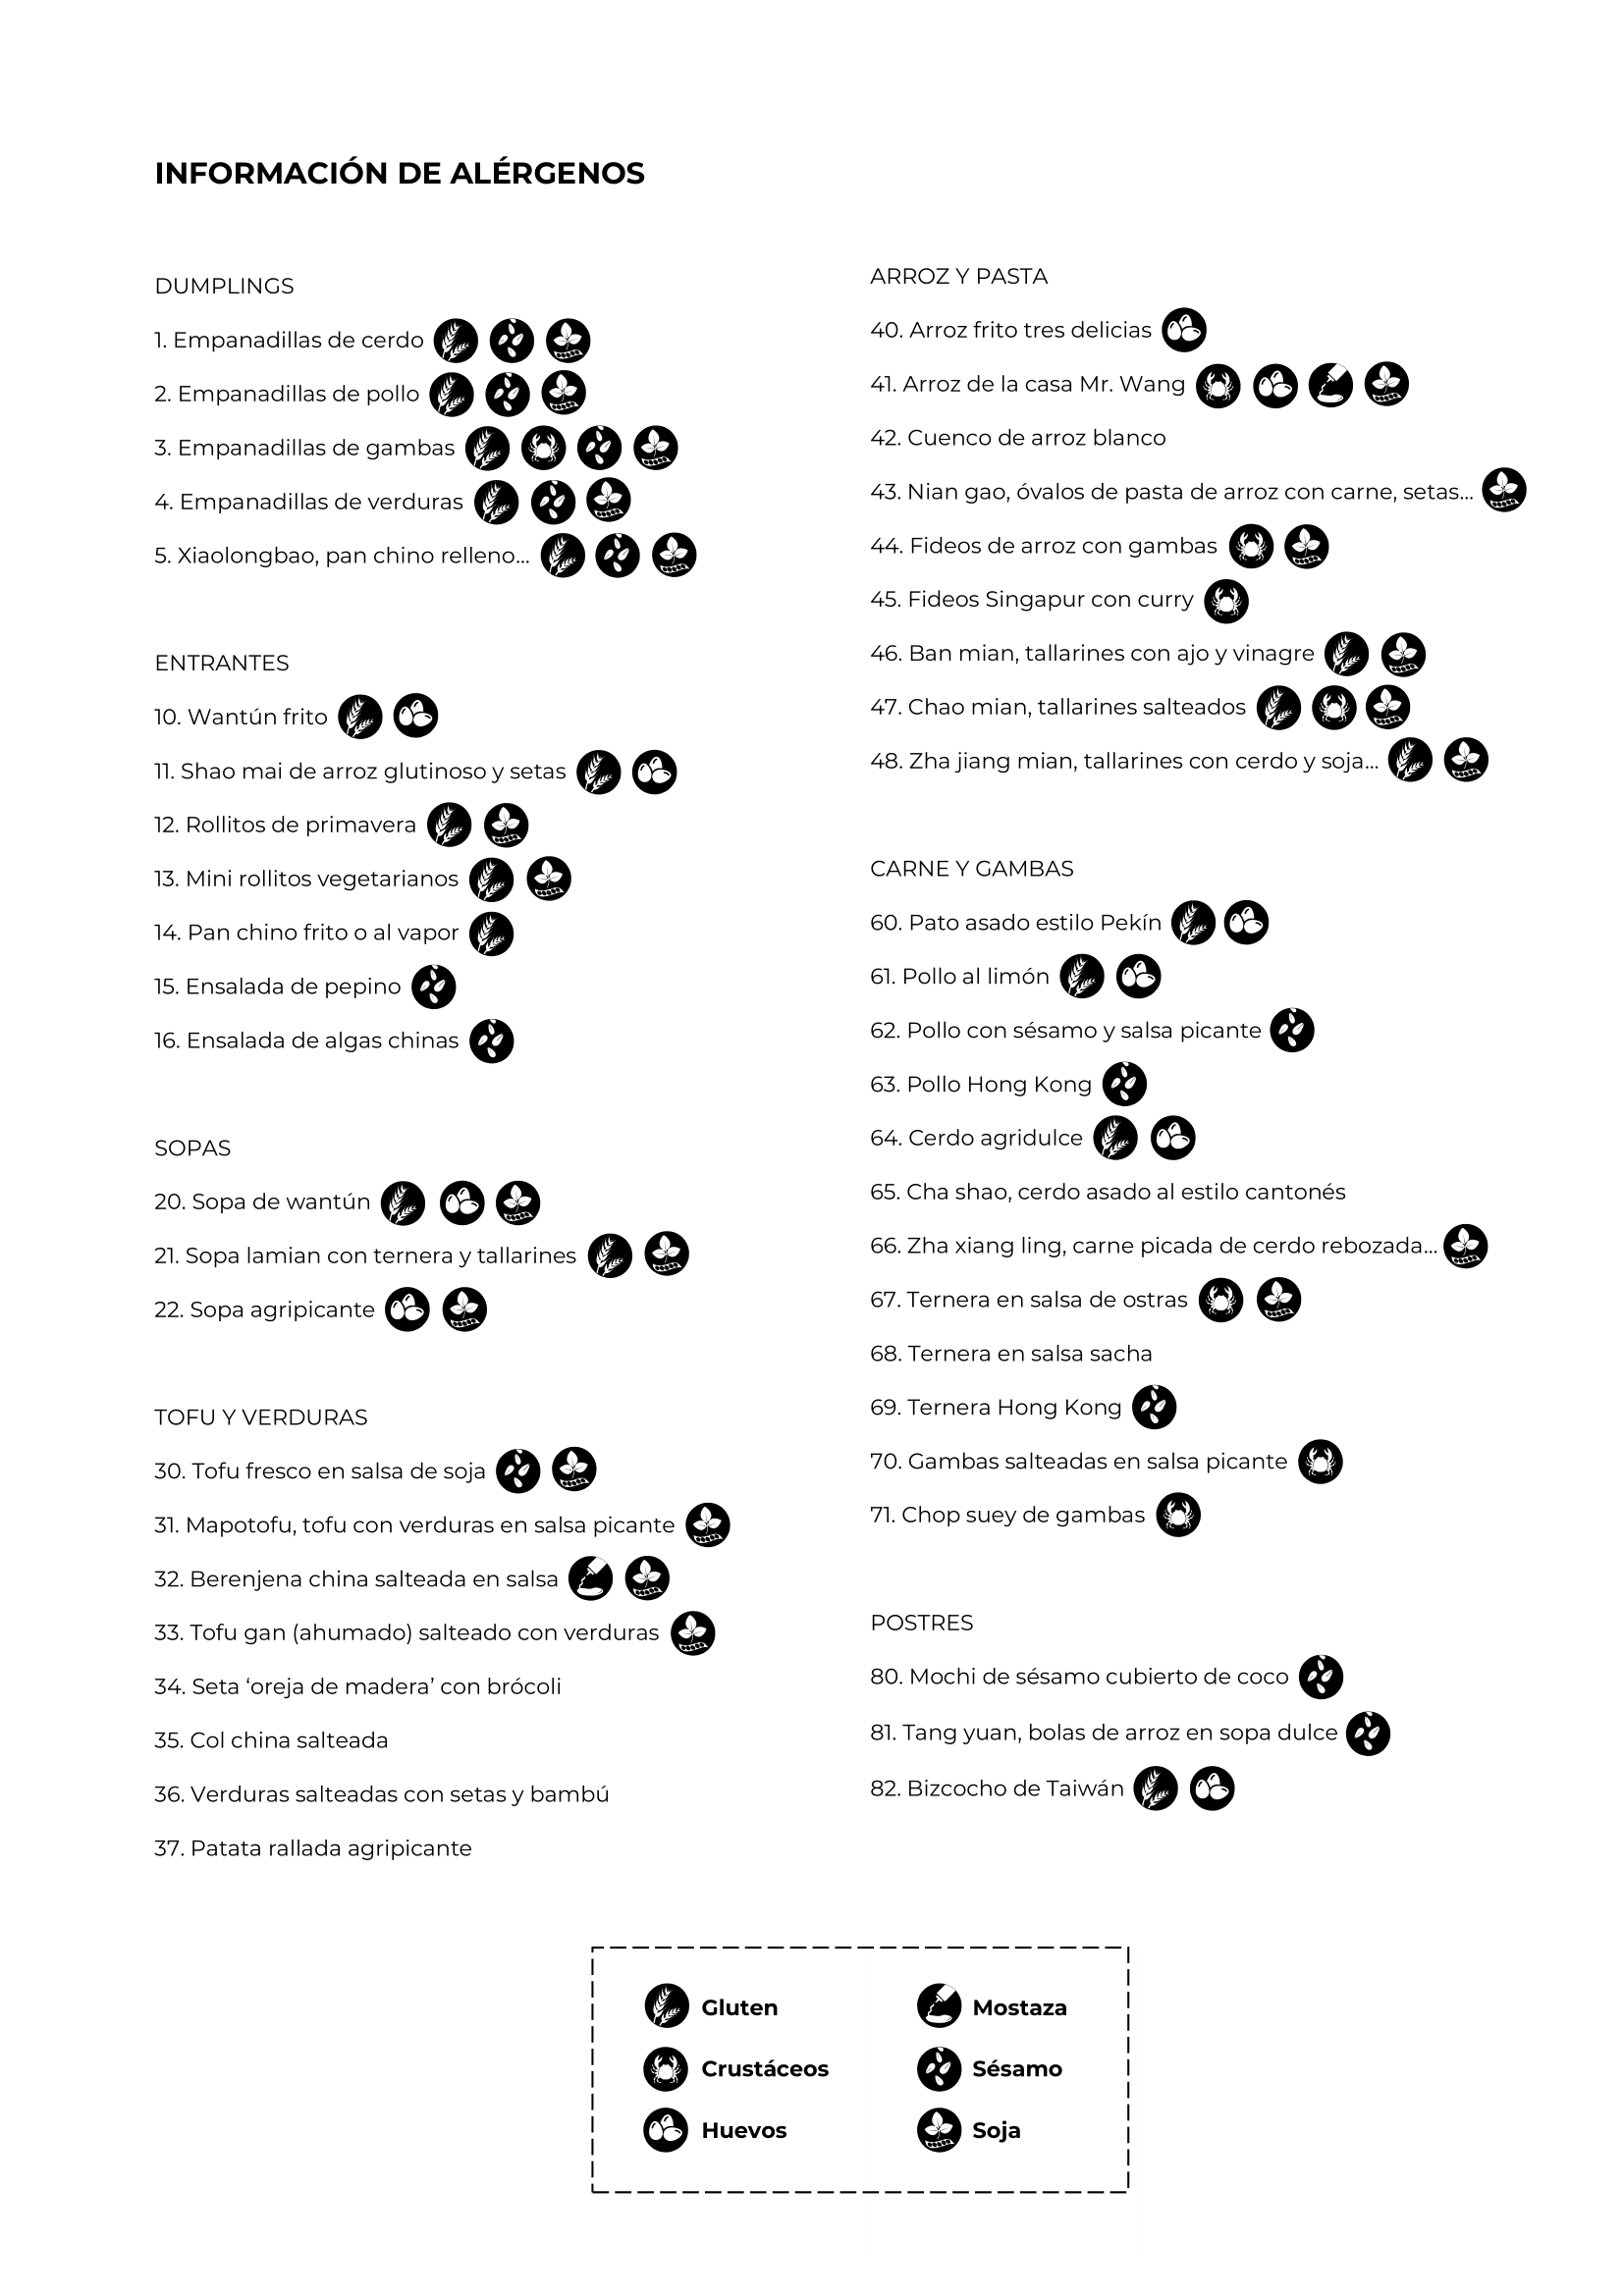 INFORMACIÓN DE ALÉRGENOS
DUMPLINGS
1. Empanadillas de cerdo
2. Empanadillas de pollo
3. Empanadillas de gambas
4. Empanadillas de verduras
5. Xiaolongbao, pan chino relleno...
ENTRANTES
10. Wantún frito
11. Shao mai de arroz glutinoso y setas
12. Rollitos de primavera
13. Mini rollitos vegetarianos
14. Pan chino frito o al vapor
15. Ensalada de pepino
16. Ensalada de algas chinas
SOPAS
20. Sopa de wantún
21. Sopa lamian con ternera y tallarines
22. Sopa agripicante
TOFU Y VERDURAS
30. Tofu fresco en salsa de soja
31. Mapotofu, tofu con verduras en salsa picante
32. Berenjena china salteada en salsa
33. Tofu gan (ahumado) salteado con verduras
34. Seta ‘oreja de madera’ con brócoli
35. Col china salteada
36. Verduras salteadas con setas y bambú
37. Patata rallada agripicante
ARROZ Y PASTA
40. Arroz frito tres delicias
41. Arroz de la casa Mr. Wang
42. Cuenco de arroz blanco
43. Nian gao, óvalos de pasta de arroz con carne, setas...
44. Fideos de arroz con gambas
45. Fideos Singapur con curry
46. Ban mian, tallarines con ajo y vinagre
47. Chao mian, tallarines salteados
48. Zha jiang mian, tallarines con cerdo y soja...
CARNE Y GAMBAS
60. Pato asado estilo Pekín
61. Pollo al limón
62. Pollo con sésamo y salsa picante
63. Pollo Hong Kong
64. Cerdo agridulce
65. Cha shao, cerdo asado al estilo cantonés
66. Zha xiang ling, carne picada de cerdo rebozada...
67. Ternera en salsa de ostras
68. Ternera en salsa sacha
69. Ternera Hong Kong
70. Gambas salteadas en salsa picante
71. Chop suey de gambas
POSTRES
80. Mochi de sésamo cubierto de coco
81. Tang yuan, bolas de arroz en sopa dulce
82. Bizcocho de Taiwán
Gluten
Crustáceos
Huevos
Mostaza
Sésamo
Soja